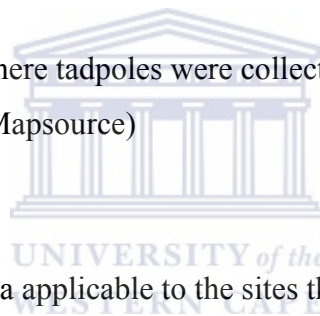 here tadpoles were collect
Mapsource)
UNIVERSITY of the
a applicable to the sites th
WESTERN CAPE